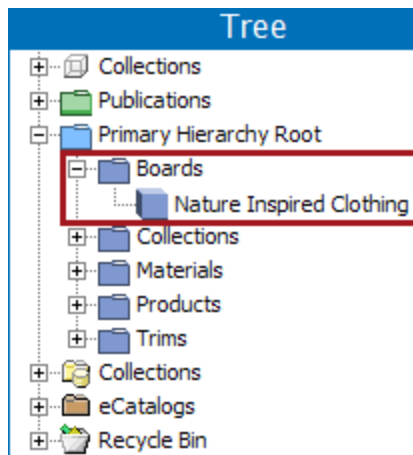 Tree
Collections
Publications
Primary Hierarchy Root
Boards
Nature Inspired Clothing
Collections
Materials
Products
Trims
Collections
eCatalogs
Recycle Bin